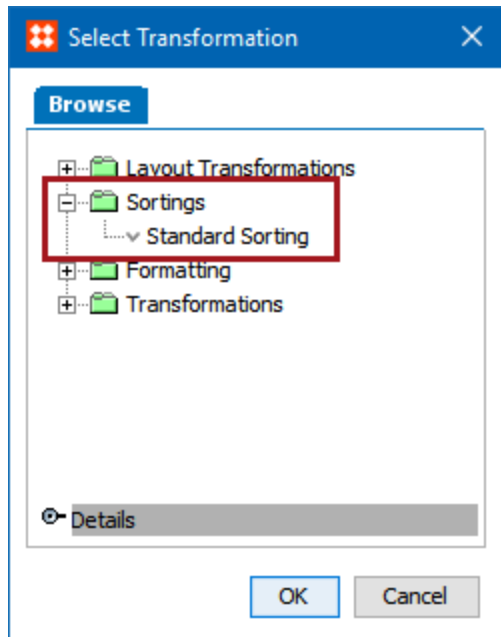 Select Transformation
Browse
Layout Transformations
Sortings
Standard Sorting
Formatting
Transformations
Details
OK Cancel